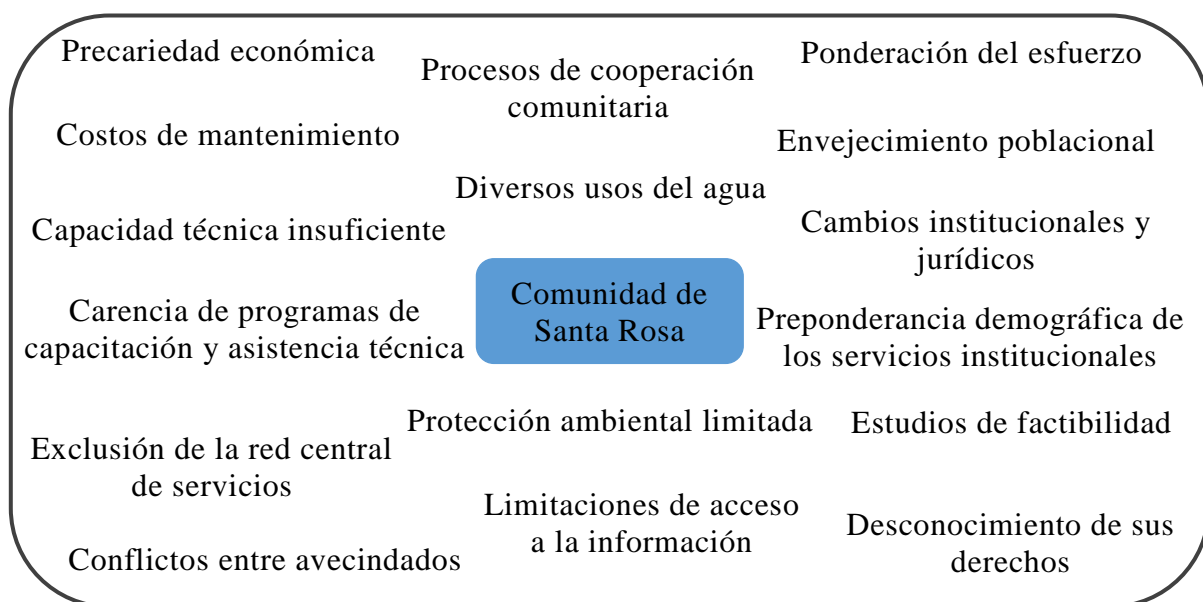 Precariedad económica
Procesos de cooperación
comunitaria
Ponderación del esfuerzo
Costos de mantenimiento
Envejecimiento poblacional
Diversos usos del agua
Capacidad técnica insuficiente
Cambios institucionales y
jurídicos
Comunidad de
Santa Rosa
Carencia de programas de
capacitación y asistencia técnica
Preponderancia demográfica de
los servicios institucionales
Protección ambiental limitada
Estudios de factibilidad
Exclusión de la red central
de servicios
Limitaciones de acceso
a la información
Desconocimiento de sus
derechos
Conflictos entre avecindados